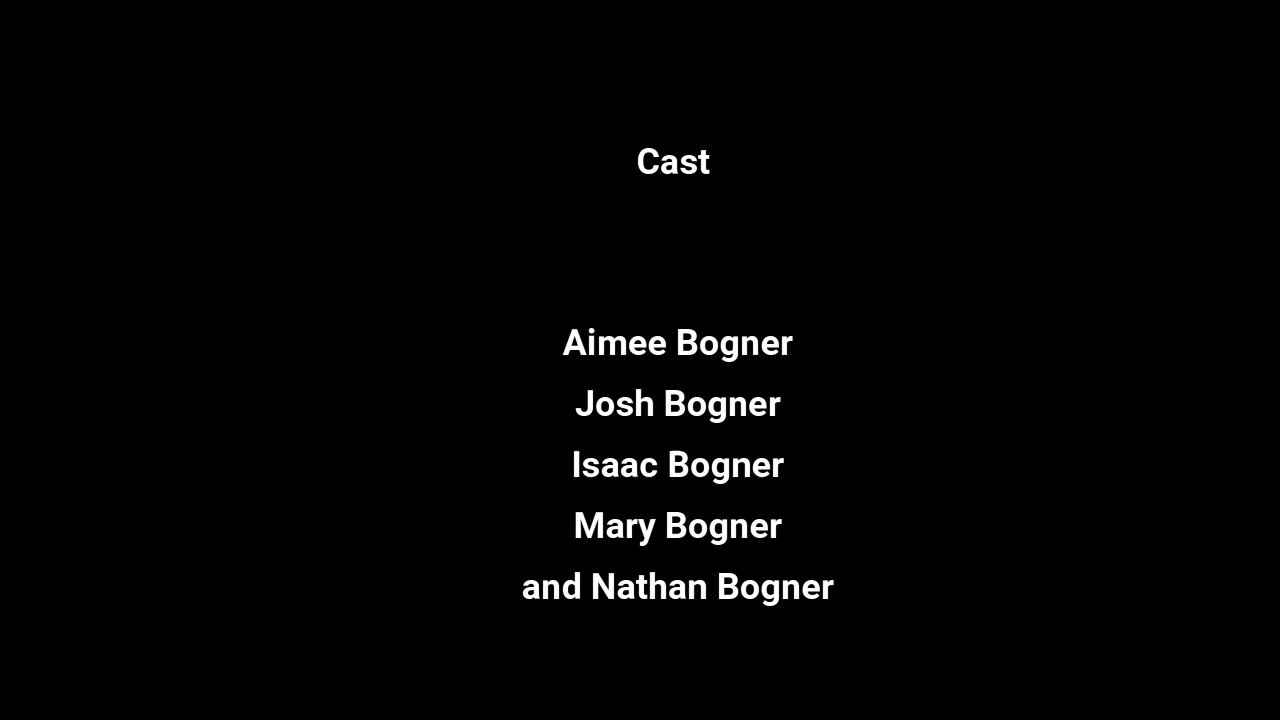 Cast
Aimee Bogner
Josh Bogner
Isaac Bogner
Mary Bogner
and Nathan Bogner